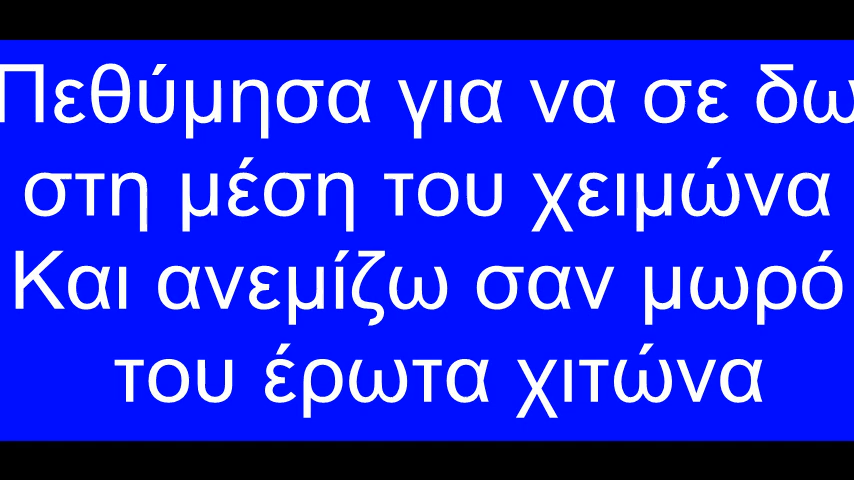 Πεθύμησα για να σε δω
στη μέση του χειμώνα
Και ανεμίζω σαν μωρό
του έρωτα χιτώνα